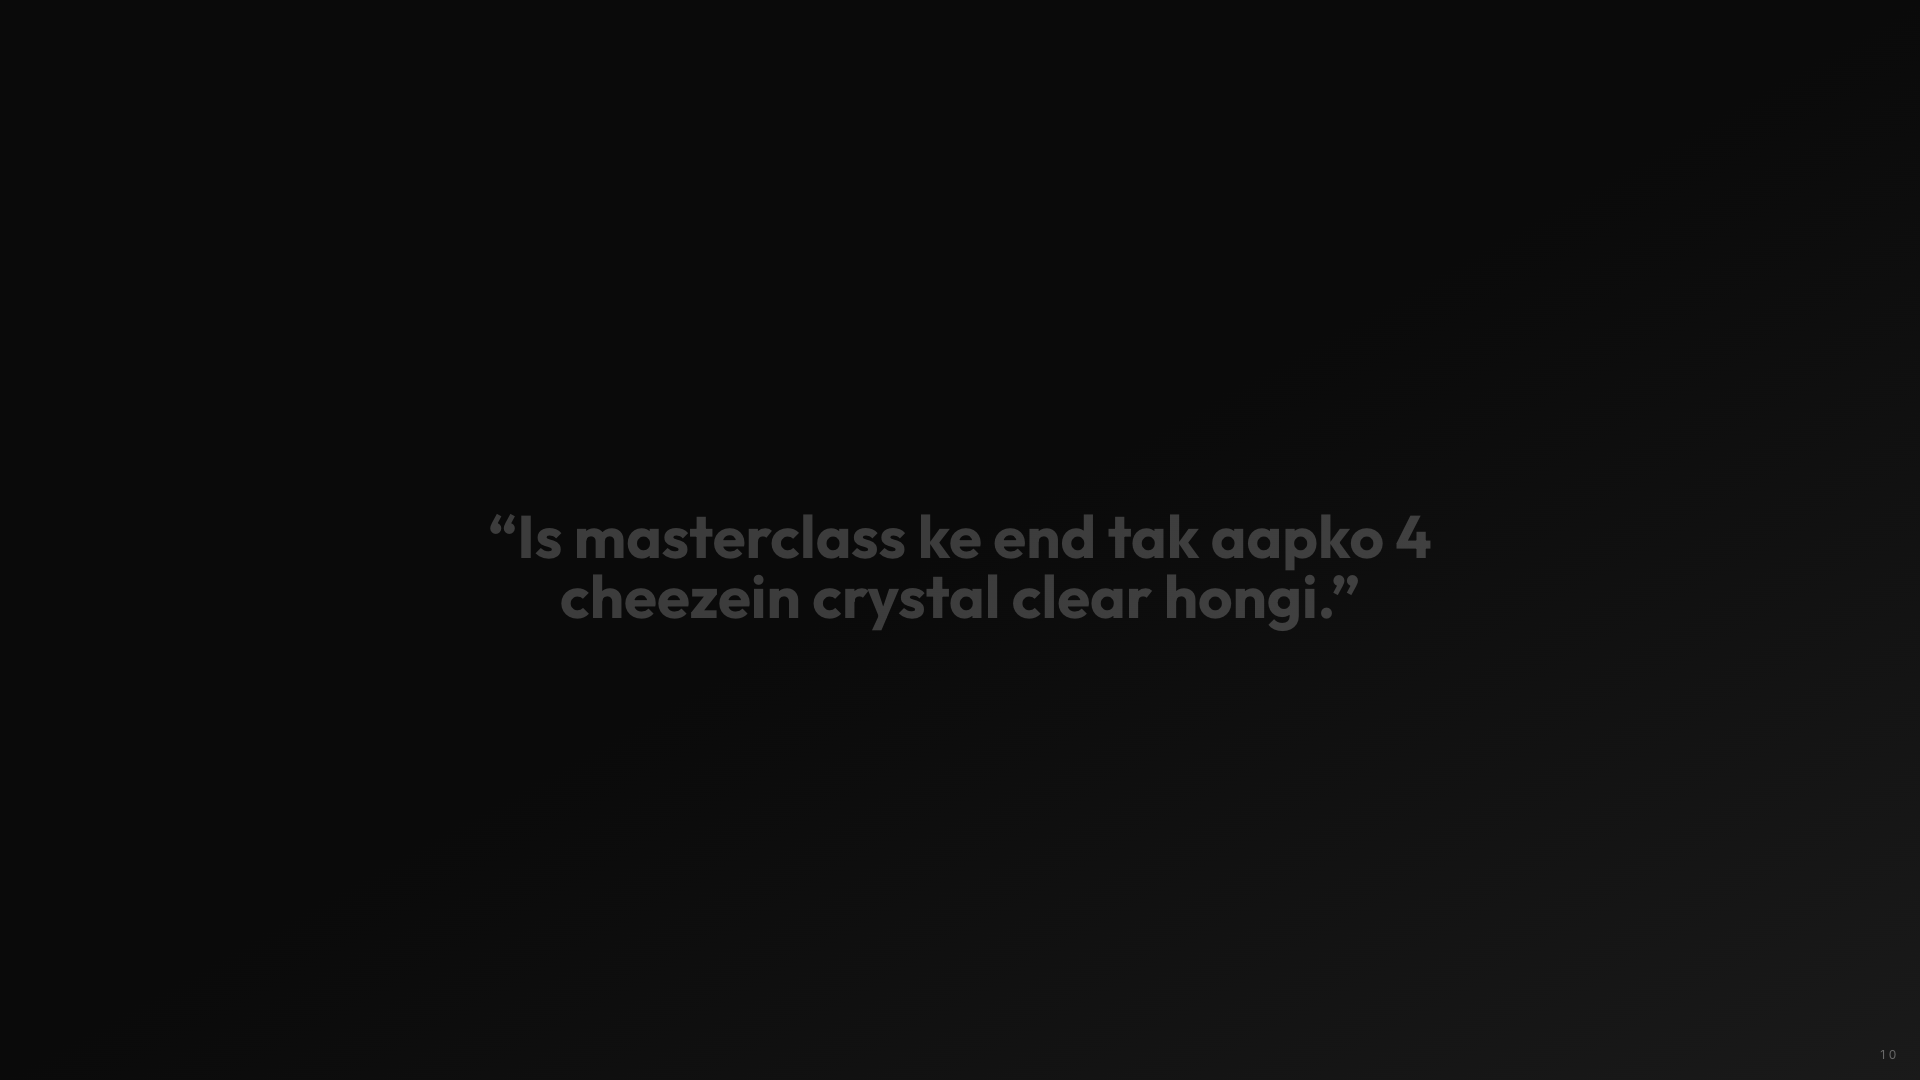 “Is masterclass ke end tak aapko 4
cheezein crystal clear hongi.”
10